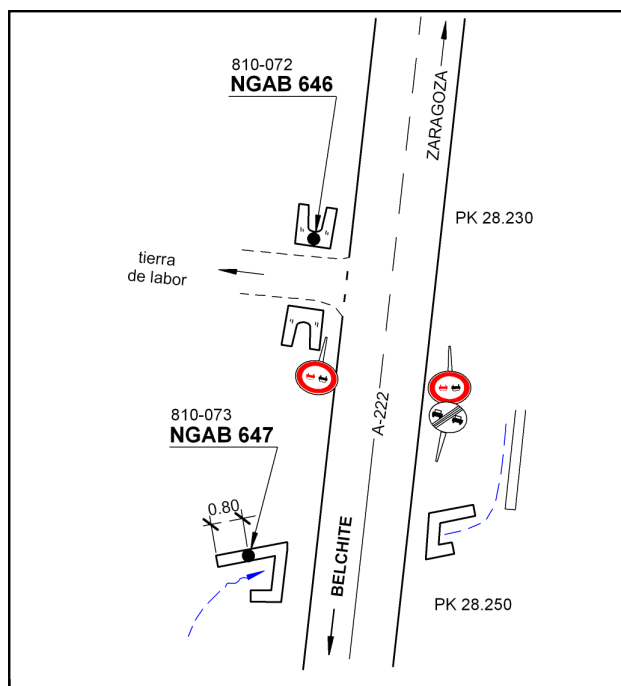 810-072
NGAB 646
ZARAGOZA
PK 28.230
tierra
de labor
A-222
810-073
NGAB 647
0.80
BELCHITE
PK 28.250